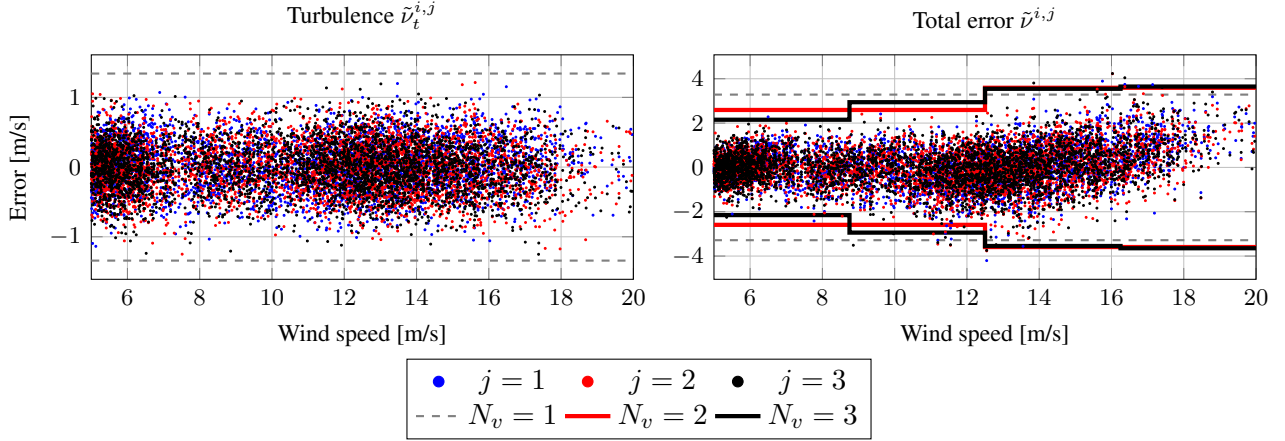 Turbulence $\tilde{\nu}_t^{i,j}$
Error [m/s]
1
0
−1
6 8 10 12 14 16 18 20
Wind speed [m/s]
Total error $\tilde{\nu}^{i,j}$
4
2
0
−2
−4
6 8 10 12 14 16 18 20
Wind speed [m/s]
j = 1 j = 2 j = 3
$N_v$ = 1 $N_v$ = 2 $N_v$ = 3